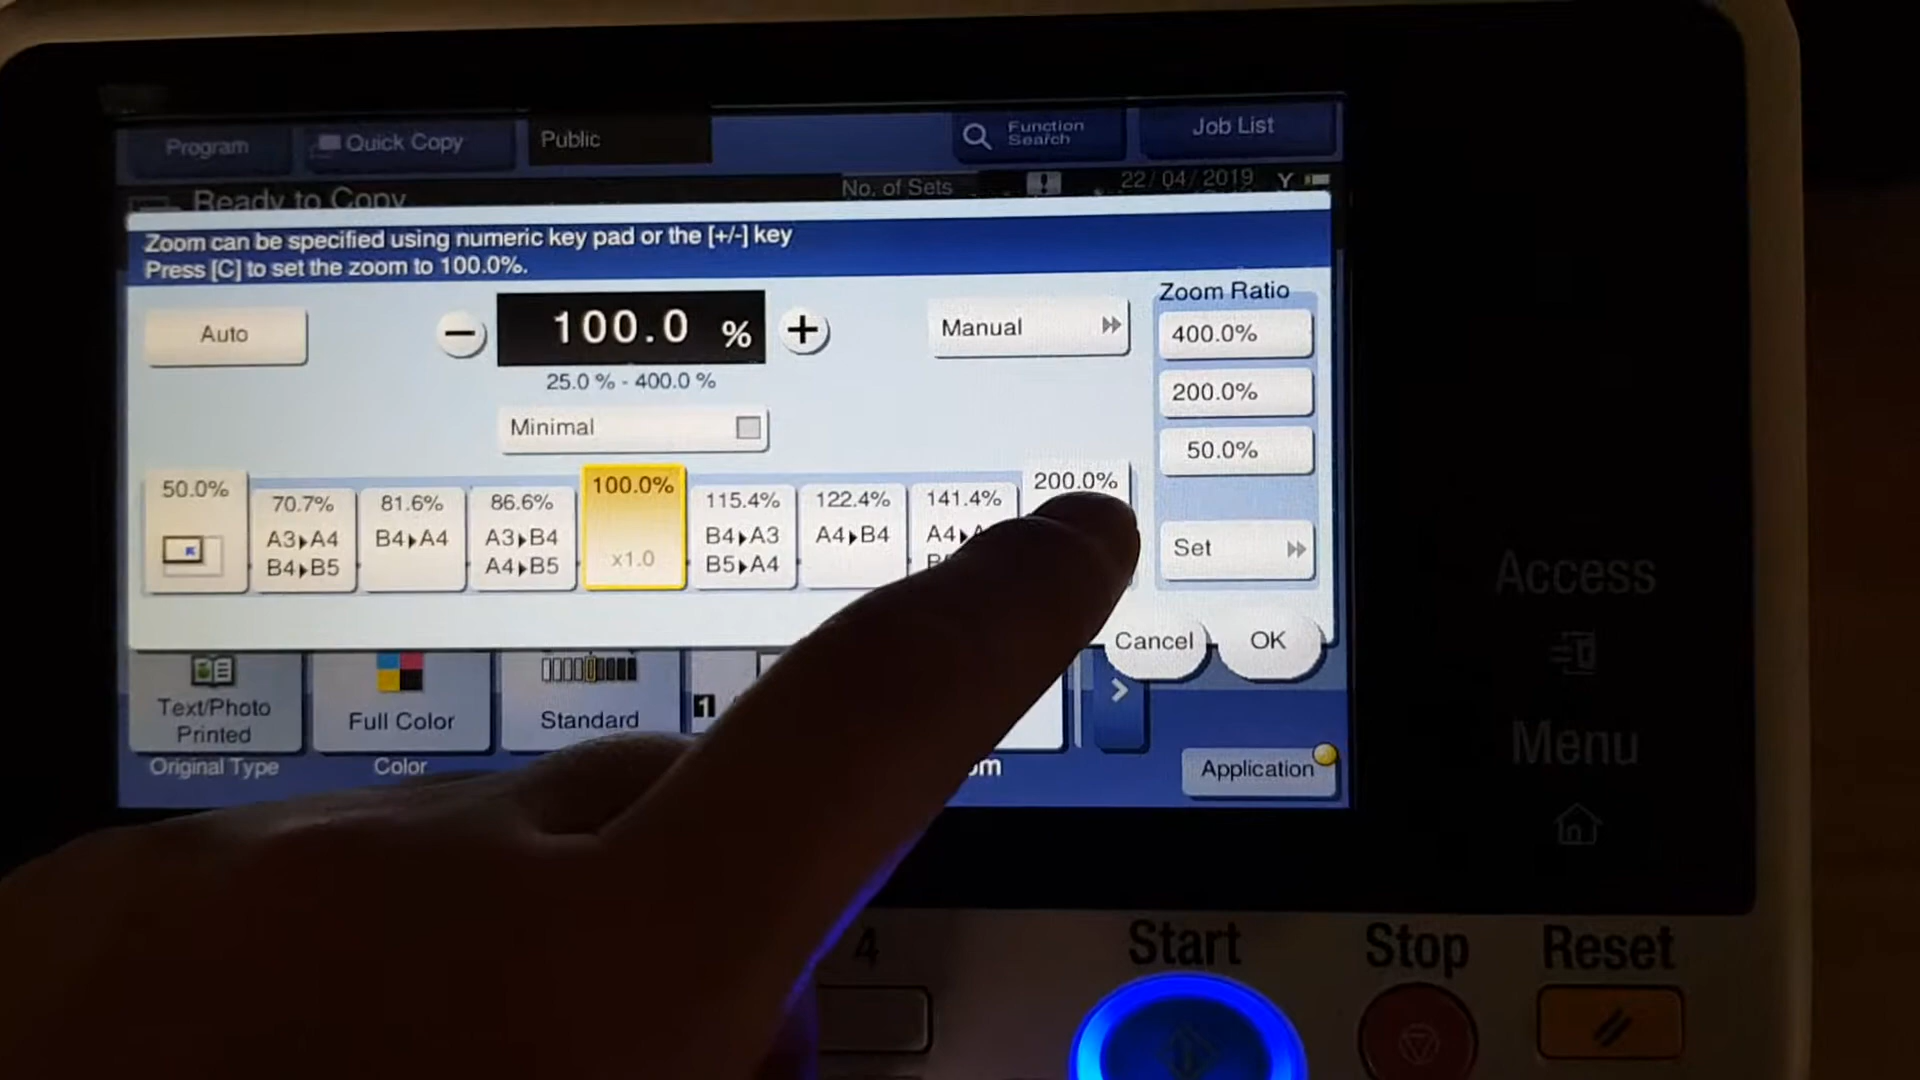 Program
Quick Copy
Public
Function
Search
Job List
Ready to Copy
No. of Sets
22/04/2019
Y
Zoom can be specified using numeric key pad or the [+/-] key
Press [C] to set the zoom to 100.0%.
Auto
−
100.0 %
+
Manual
25.0 % - 400.0 %
Minimal
Zoom Ratio
400.0%
200.0%
50.0%
Set
50.0%
70.7%
A3▶A4
B4▶B5
81.6%
B4▶A4
86.6%
A3▶B4
A4▶B5
100.0%
x1.0
115.4%
B4▶A3
B5▶A4
122.4%
A4▶B4
141.4%
A4▶
200.0%
Cancel
OK
Text/Photo
Printed
Original Type
Full Color
Color
Standard
1
om
Application
Access
Menu
4
Start
Stop
Reset